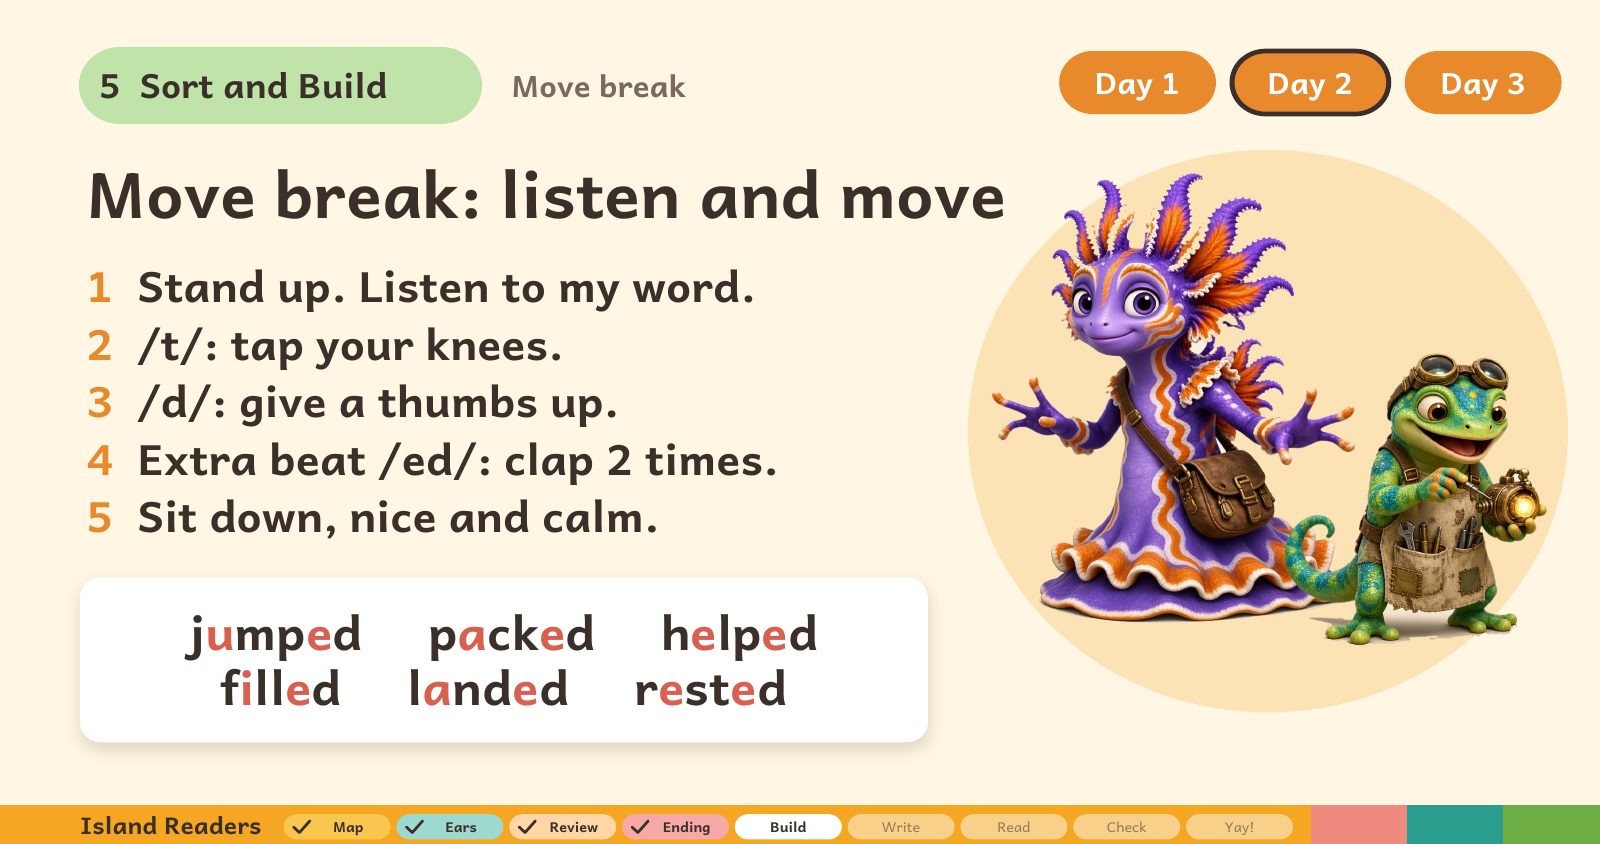 5 Sort and Build
Move break
Day 1 Day 2 Day 3
Move break: listen and move
1 Stand up. Listen to my word.
2 /t/: tap your knees.
3 /d/: give a thumbs up.
4 Extra beat /ed/: clap 2 times.
5 Sit down, nice and calm.
jumped packed helped
filled landed rested
Island Readers Map Ears Review Ending Build Write Read Check Yay!